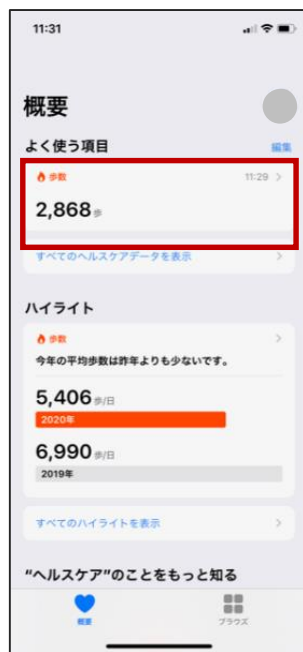 11:31
概要
よく使う項目 編集
歩数 11:29
2,868歩
すべてのヘルスケアデータを表示
ハイライト
歩数
今年の平均歩数は昨年よりも少ないです。
5,406歩/日
2020年
6,990歩/日
2019年
すべてのハイライトを表示
"ヘルスケア"のことをもっと知る
概要 ブラウズ